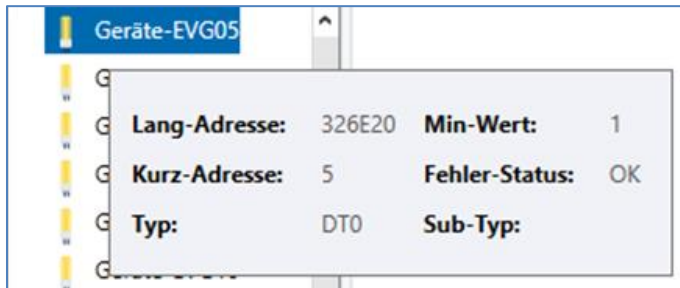 Geräte-EVG05
G
G Lang-Adresse: 326E20 Min-Wert: 1
G Kurz-Adresse: 5 Fehler-Status: OK
G Typ: DT0 Sub-Typ: